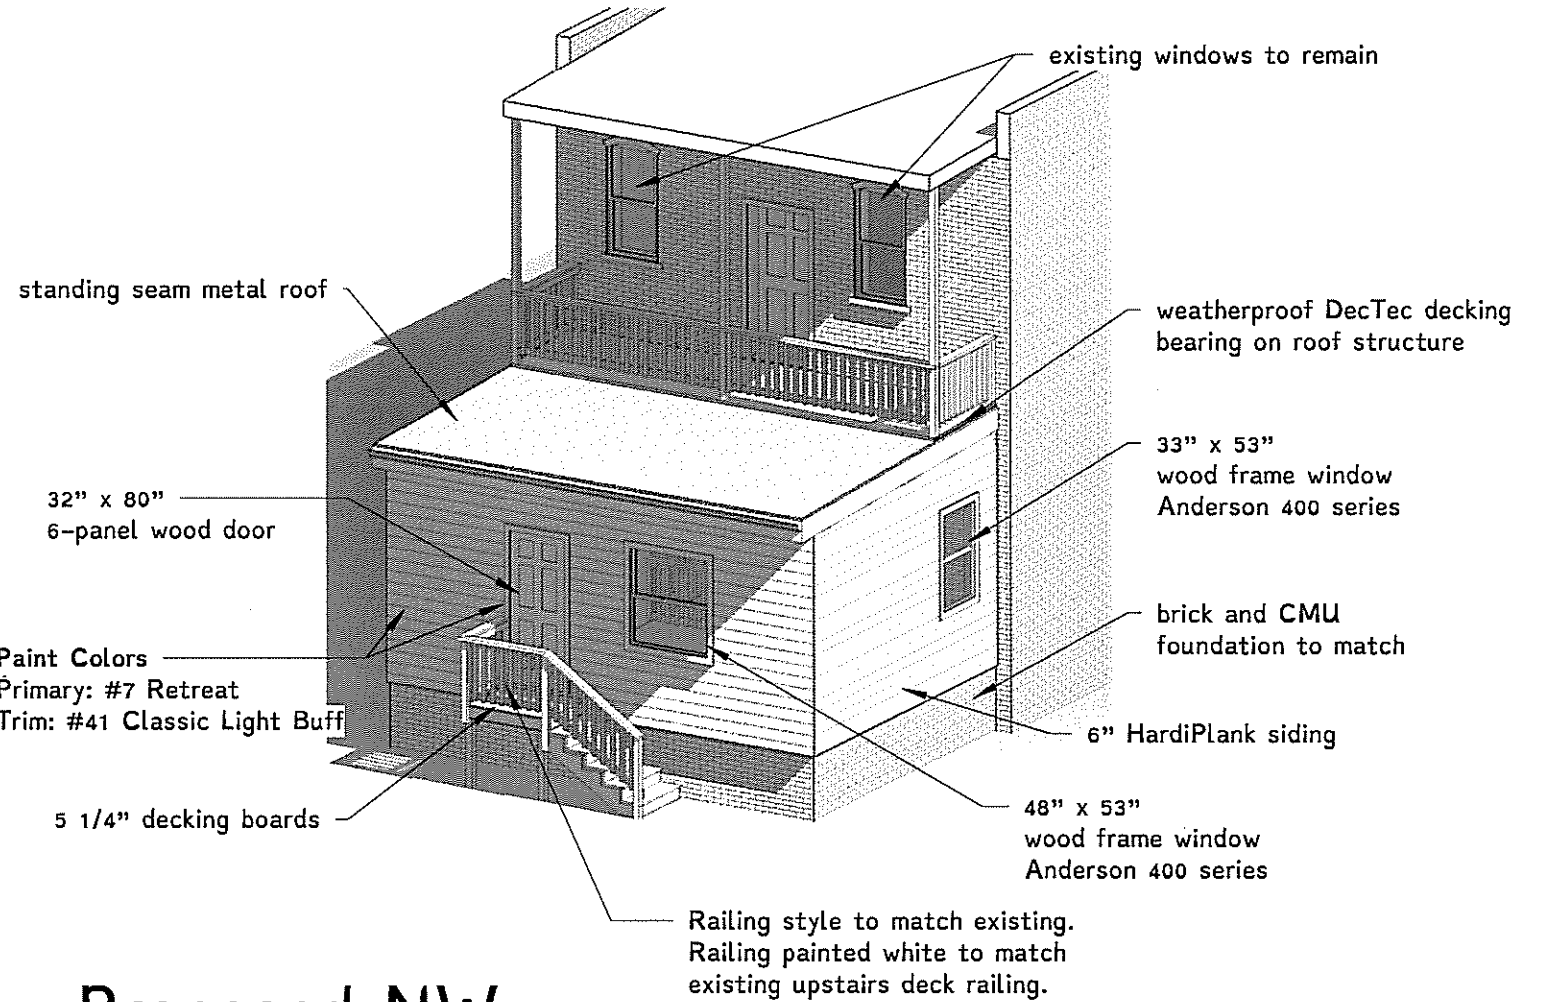 existing windows to remain
standing seam metal roof
weatherproof DecTec decking
bearing on roof structure
33" x 53"
wood frame window
Anderson 400 series
32" x 80"
6-panel wood door
brick and CMU
foundation to match
Paint Colors
Primary: #7 Retreat
Trim: #41 Classic Light Buff
6" HardiPlank siding
5 1/4" decking boards
48" x 53"
wood frame window
Anderson 400 series
Railing style to match existing.
Railing painted white to match
existing upstairs deck railing.
Proposed NW